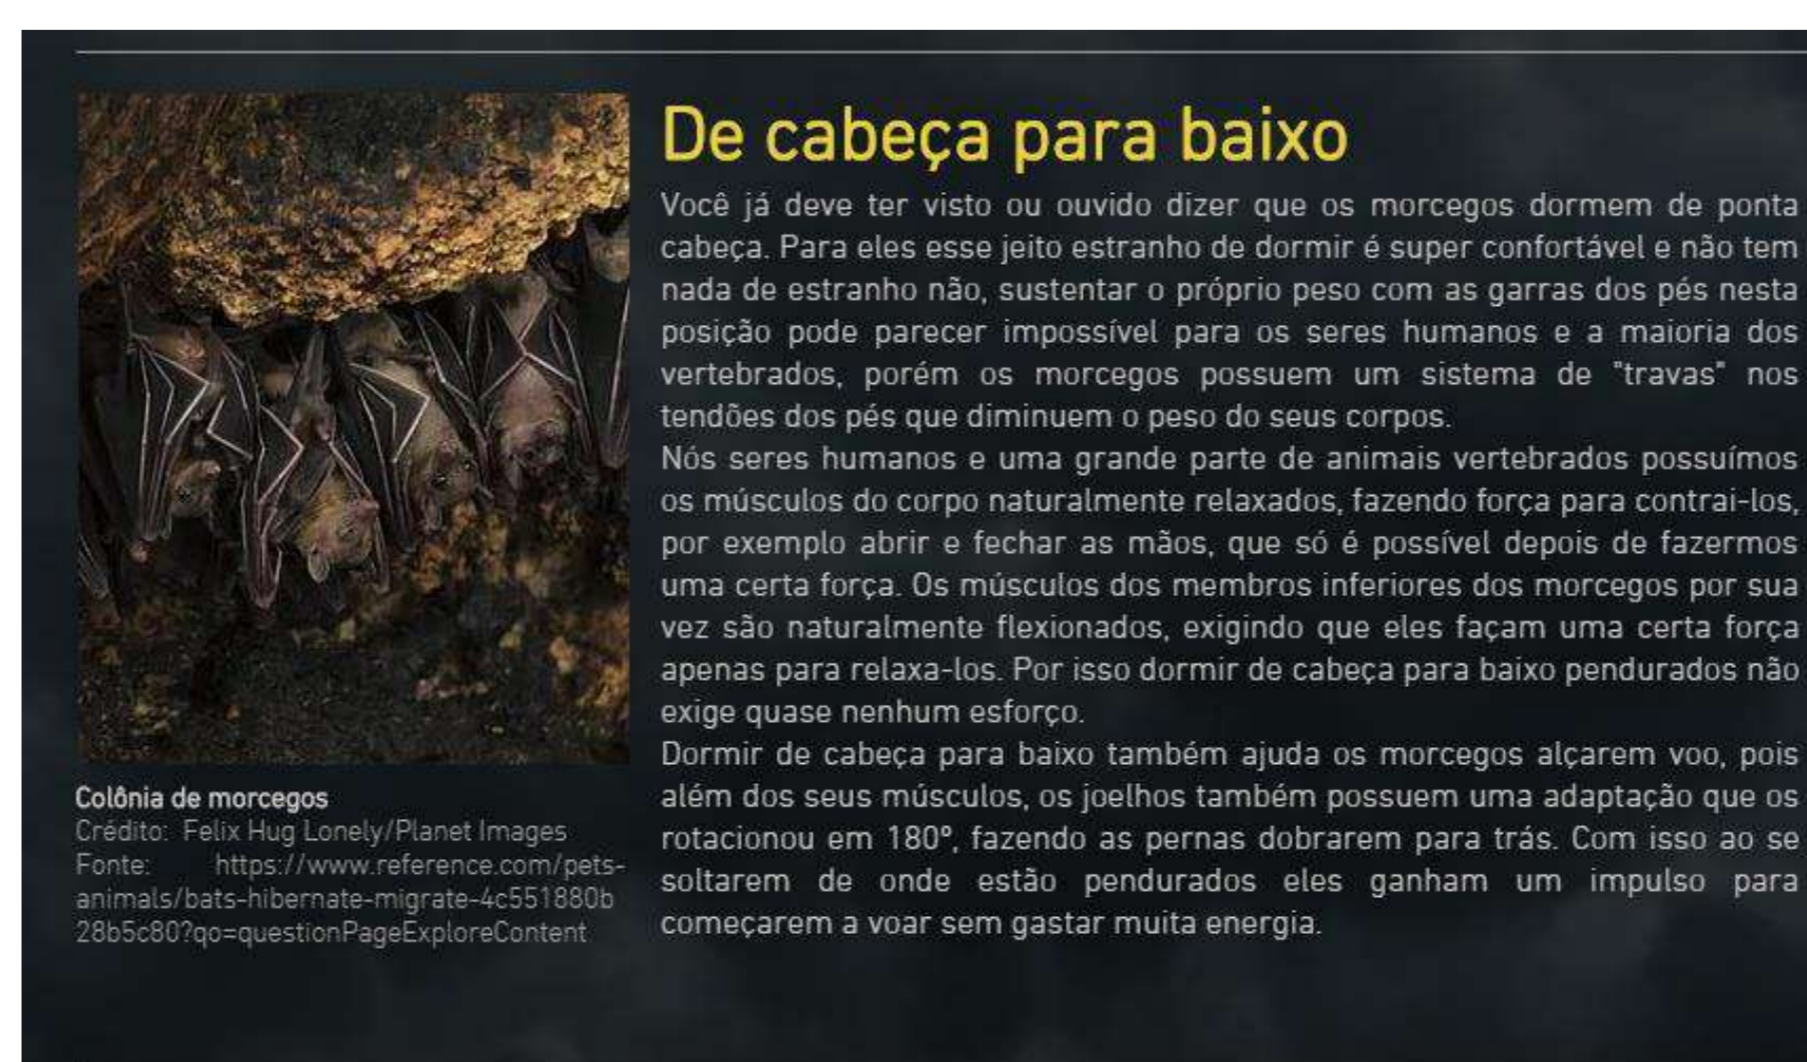 De cabeça para baixo
Você já deve ter visto ou ouvido dizer que os morcegos dormem de ponta
cabeça. Para eles esse jeito estranho de dormir é super confortável e não tem
nada de estranho não, sustentar o próprio peso com as garras dos pés nesta
posição pode parecer impossível para os seres humanos e a maioria dos
vertebrados, porém os morcegos possuem um sistema de "travas" nos
tendões dos pés que diminuem o peso do seus corpos.
Nós seres humanos e uma grande parte de animais vertebrados possuímos
os músculos do corpo naturalmente relaxados, fazendo força para contrai-los,
por exemplo abrir e fechar as mãos, que só é possível depois de fazermos
uma certa força. Os músculos dos membros inferiores dos morcegos por sua
vez são naturalmente flexionados, exigindo que eles façam uma certa força
apenas para relaxa-los. Por isso dormir de cabeça para baixo pendurados não
exige quase nenhum esforço.
Dormir de cabeça para baixo também ajuda os morcegos alçarem voo, pois
além dos seus músculos, os joelhos também possuem uma adaptação que os
rotacionou em 180º, fazendo as pernas dobrarem para trás. Com isso ao se
soltarem de onde estão pendurados eles ganham um impulso para
começarem a voar sem gastar muita energia.
Colônia de morcegos
Crédito: Felix Hug Lonely/Planet Images
Fonte: https://www.reference.com/pets-
animals/bats-hibernate-migrate-4c551880b
28b5c80?qo=questionPageExploreContent